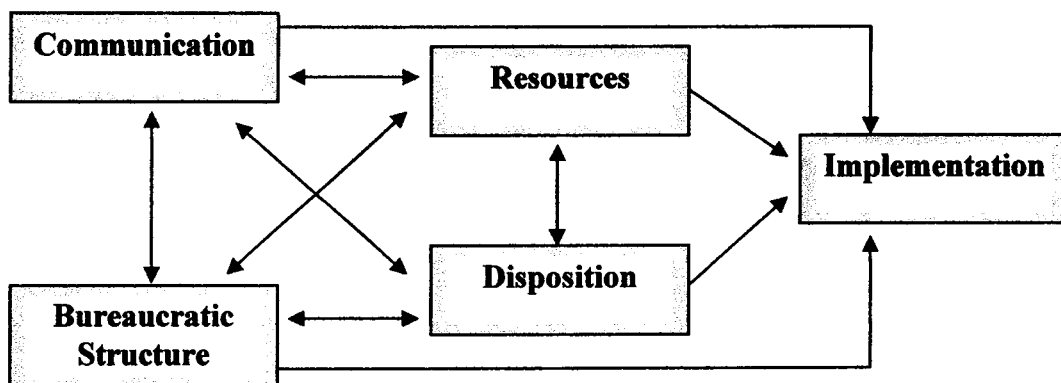 Communication
Resources
Implementation
Disposition
Bureaucratic
Structure